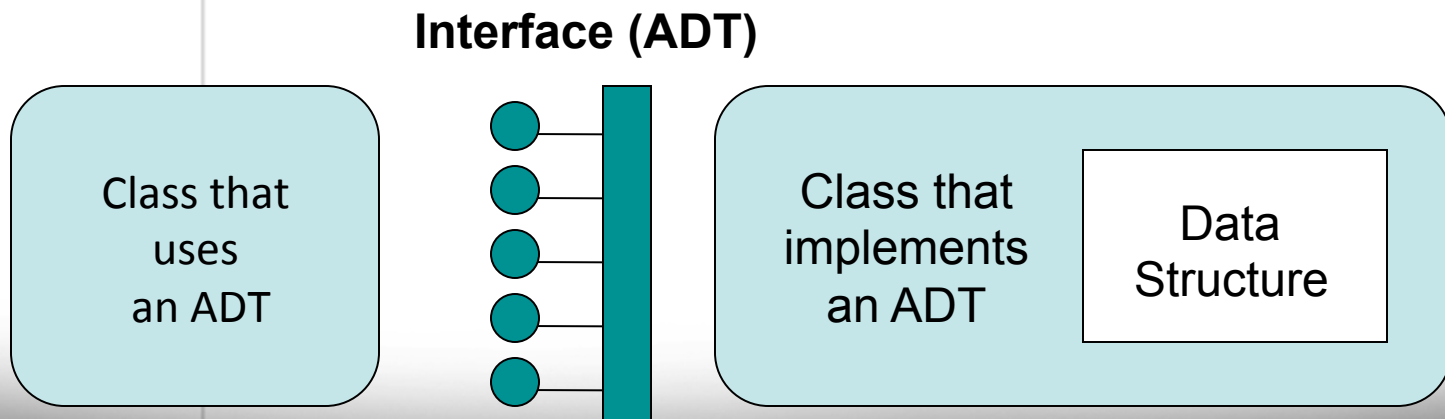 Interface (ADT)
Class that
uses
an ADT
Class that
implements
an ADT
Data
Structure